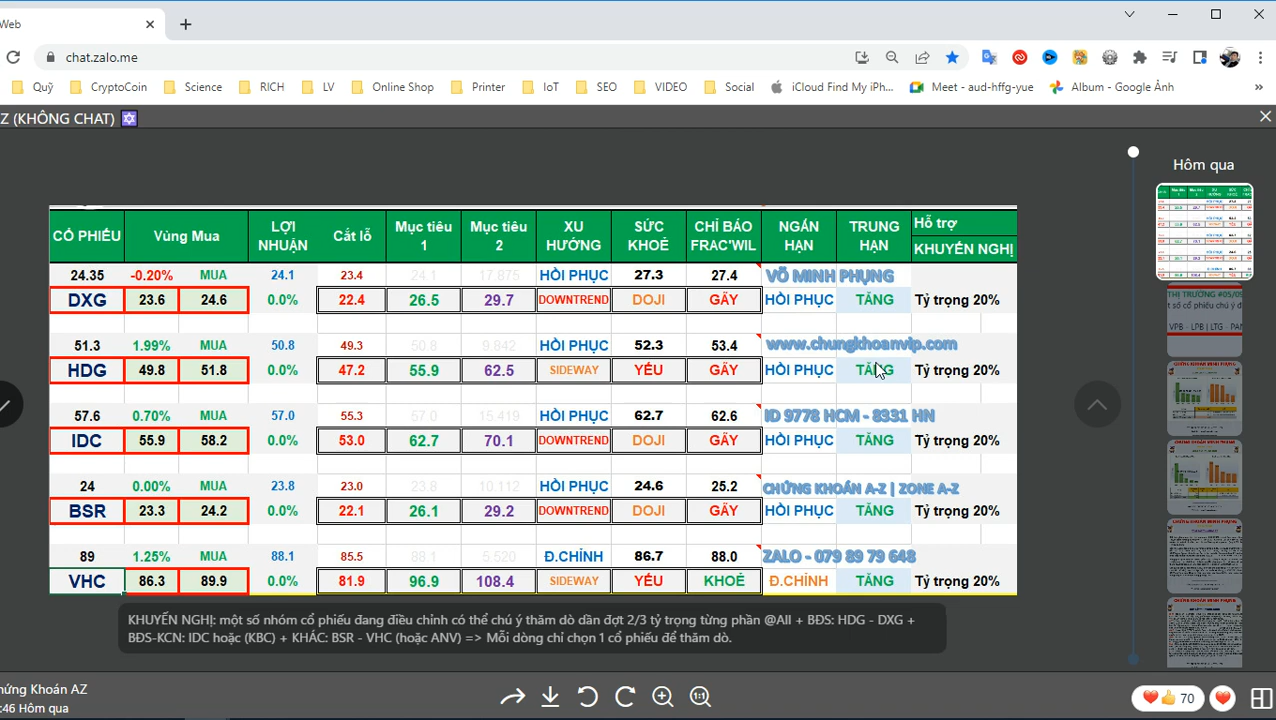 Web
chat.zalo.me
Quỹ CryptoCoin Science RICH LV Online Shop Printer IoT SEO VIDEO Social iCloud Find My iPh... Meet - aud-hffg-yue Album - Google Ảnh »
Z (KHÔNG CHAT)
Hôm qua
CỔ PHIẾU Vùng Mua LỢI NHUẬN Cắt lỗ Mục tiêu 1 2 XU HƯỚNG SỨC KHOẺ CHỈ BÁO FRAC'WIL NGẮN HẠN TRUNG HẠN Hỗ trợ KHUYẾN NGHỊ
24.35 -0.20% MUA 24.1 23.4 24.1 HỒI PHỤC 27.3 27.4 VÕ MINH PHỤNG
DXG 23.6 24.6 0.0% 22.4 26.5 29.7 DOWNTREND DOJI GÃY HỒI PHỤC TĂNG Tỷ trọng 20%
51.3 1.99% MUA 50.8 49.3 50.8 HỒI PHỤC 52.3 53.4 www.chungkhoanvip.com
HDG 49.8 51.8 0.0% 47.2 55.9 62.6 SIDEWAY YẾU GÃY HỒI PHỤC TĂNG Tỷ trọng 20%
57.6 0.70% MUA 57.0 55.3 57.0 HỒI PHỤC 62.7 62.6 ID 9778 HCM - 8331 HN
IDC 55.9 58.2 0.0% 53.0 62.7 70.1 DOWNTREND DOJI GÃY HỒI PHỤC TĂNG Tỷ trọng 20%
24 0.00% MUA 23.8 23.0 23.8 HỒI PHỤC 24.6 25.2 CHỨNG KHOÁN A-Z | ZONE A-Z
BSR 23.3 24.2 0.0% 22.1 26.1 29.2 DOWNTREND DOJI GÃY HỒI PHỤC TĂNG Tỷ trọng 20%
89 1.25% MUA 88.1 85.5 88.1 Đ.CHỈNH 86.7 88.0 ZALO - 079 89 79 648
VHC 86.3 89.9 0.0% 81.9 96.9 108.4 SIDEWAY YẾU KHOẺ Đ.CHỈNH TĂNG Tỷ trọng 20%
KHUYẾN NGHỊ: một số nhóm cổ phiếu đang điều chỉnh có thể mua thăm dò dần đợt 2/3 tỷ trọng từng phần @All + BĐS: HDG - DXG +
BĐS-KCN: IDC hoặc (KBC) + KHÁC: BSR - VHC (hoặc ANV) => Mỗi dòng chỉ chọn 1 cổ phiếu để thăm dò.
ứng Khoán AZ
:46 Hôm qua
1:1
70